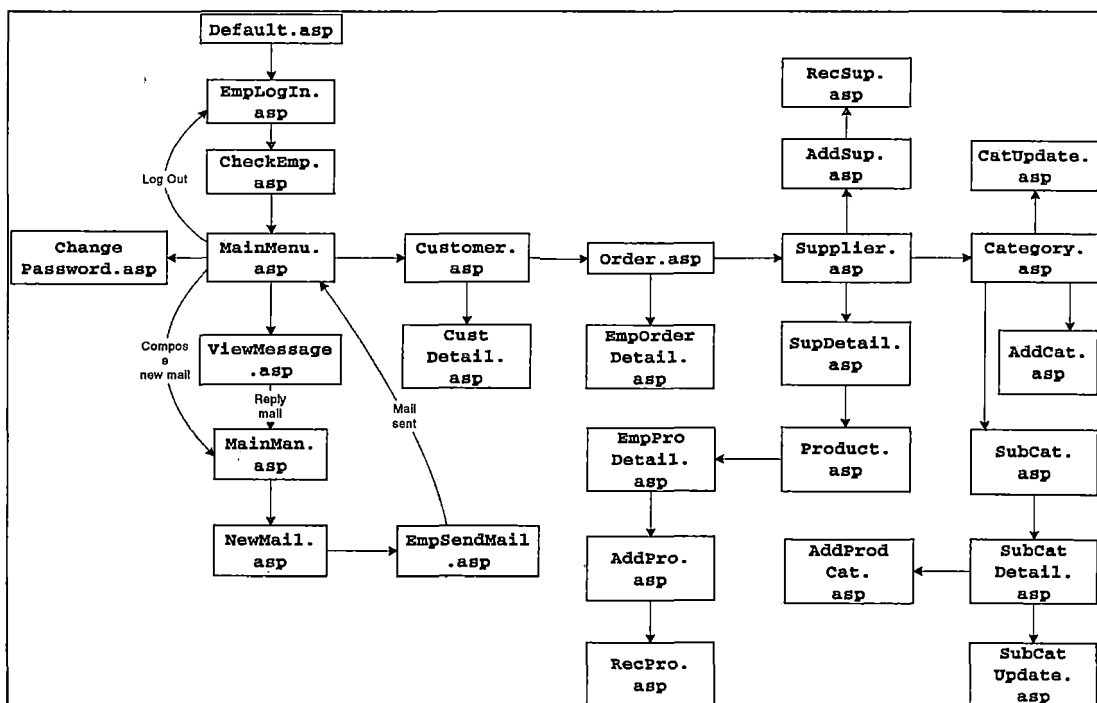 Default.asp
EmpLogIn.
asp
CheckEmp.
asp
Log Out
Change
Password.asp
MainMenu.
asp
Customer.
asp
Order.asp
Supplier.
asp
Category.
asp
RecSup.
asp
AddSup.
asp
CatUpdate.
asp
Compos
e
new mail
ViewMessage
.asp
Reply
mail
Cust
Detail.
asp
EmpOrder
Detail.
asp
SupDetail.
asp
AddCat.
asp
Mail
sent
MainMan.
asp
EmpPro
Detail.
asp
Product.
asp
SubCat.
asp
NewMail.
asp
EmpSendMail
.asp
AddPro.
asp
AddProd
Cat.
asp
SubCat
Detail.
asp
RecPro.
asp
SubCat
Update.
asp